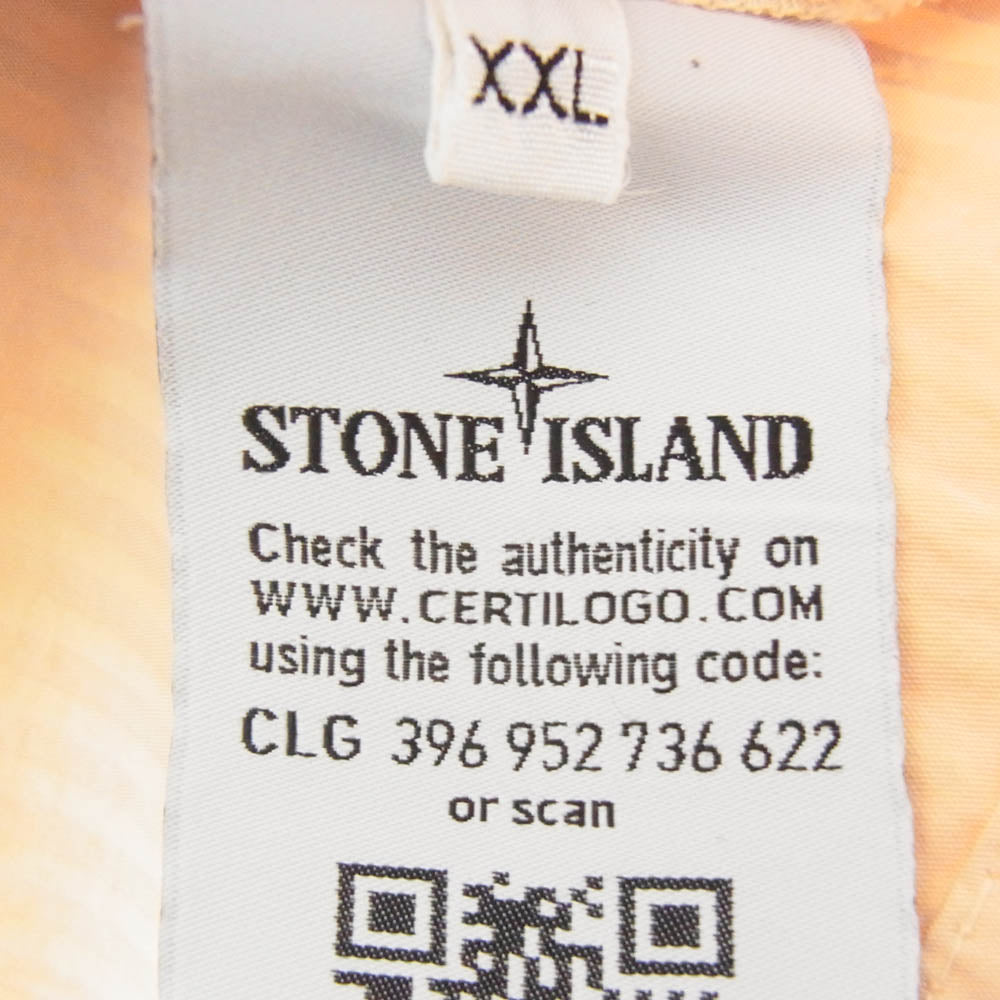 XXL
STONE ISLAND
Check the authenticity on
WWW.CERTILOGO.COM
using the following code:
CLG 396 952 736 622
or scan